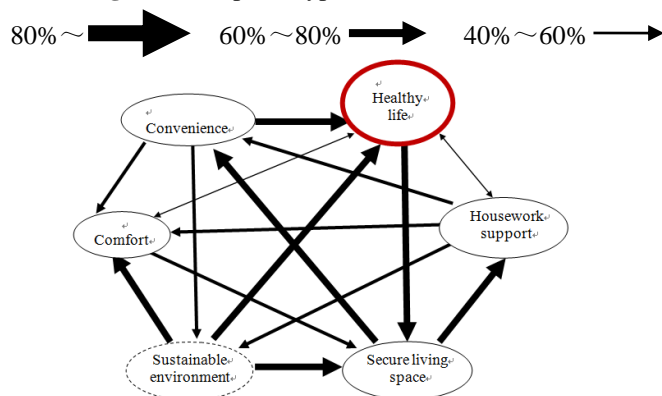 80%～ 60%～80% 40%～60%
Healthy
life
Convenience
Housework
support
Comfort
Sustainable
environment
Secure living
space